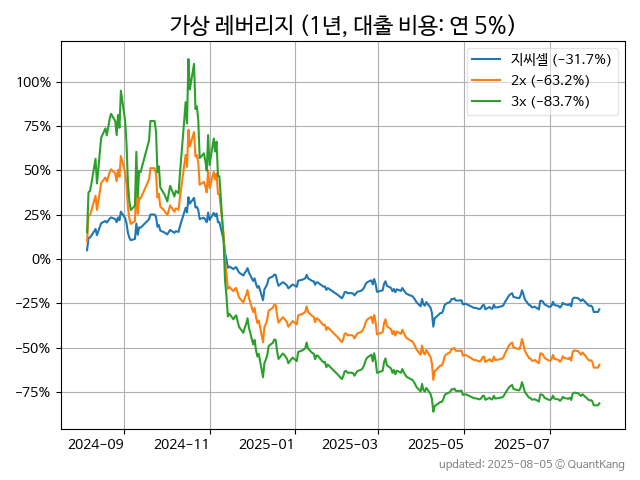 가상 레버리지 (1년, 대출 비용: 연 5%)
지씨셀 (−31.7%)
2x (−63.2%)
3x (−83.7%)
100%
75%
50%
25%
0%
−25%
−50%
−75%
2024-09
2024-11
2025-01
2025-03
2025-05
2025-07
updated: 2025-08-05 © QuantKang